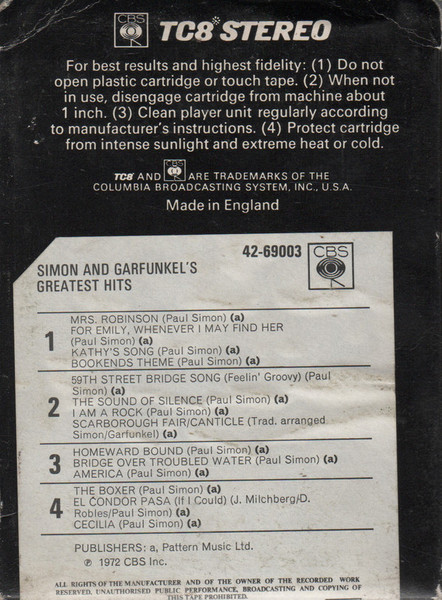 CBS TC8* STEREO
For best results and highest fidelity: (1) Do not
open plastic cartridge or touch tape. (2) When not
in use, disengage cartridge from machine about
1 inch. (3) Clean player unit regularly according
to manufacturer's instructions. (4) Protect cartridge
from intense sunlight and extreme heat or cold.
TC8* AND CBS ARE TRADEMARKS OF THE
COLUMBIA BROADCASTING SYSTEM, INC., U.S.A.
Made in England
42-69003 CBS
SIMON AND GARFUNKEL'S
GREATEST HITS
1
MRS. ROBINSON (Paul Simon) (a)
FOR EMILY, WHENEVER I MAY FIND HER
(Paul Simon) (a)
KATHY'S SONG (Paul Simon) (a)
BOOKENDS THEME (Paul Simon) (a)
2
59TH STREET BRIDGE SONG (Feelin' Groovy) (Paul
Simon) (a)
THE SOUND OF SILENCE (Paul Simon) (a)
I AM A ROCK (Paul Simon) (a)
SCARBOROUGH FAIR/CANTICLE (Trad. arranged
Simon/Garfunkel) (a)
3
HOMEWARD BOUND (Paul Simon) (a)
BRIDGE OVER TROUBLED WATER (Paul Simon) (a)
AMERICA (Paul Simon) (a)
4
THE BOXER (Paul Simon) (a)
EL CONDOR PASA (If I Could) (J. Milchberg/D.
Robles/Paul Simon) (a)
CECILIA (Paul Simon) (a)
PUBLISHERS: a, Pattern Music Ltd.
℗ 1972 CBS Inc.
ALL RIGHTS OF THE MANUFACTURER AND OF THE OWNER OF THE RECORDED WORK
RESERVED, UNAUTHORISED PUBLIC PERFORMANCE, BROADCASTING AND COPYING OF
THIS TAPE PROHIBITED.